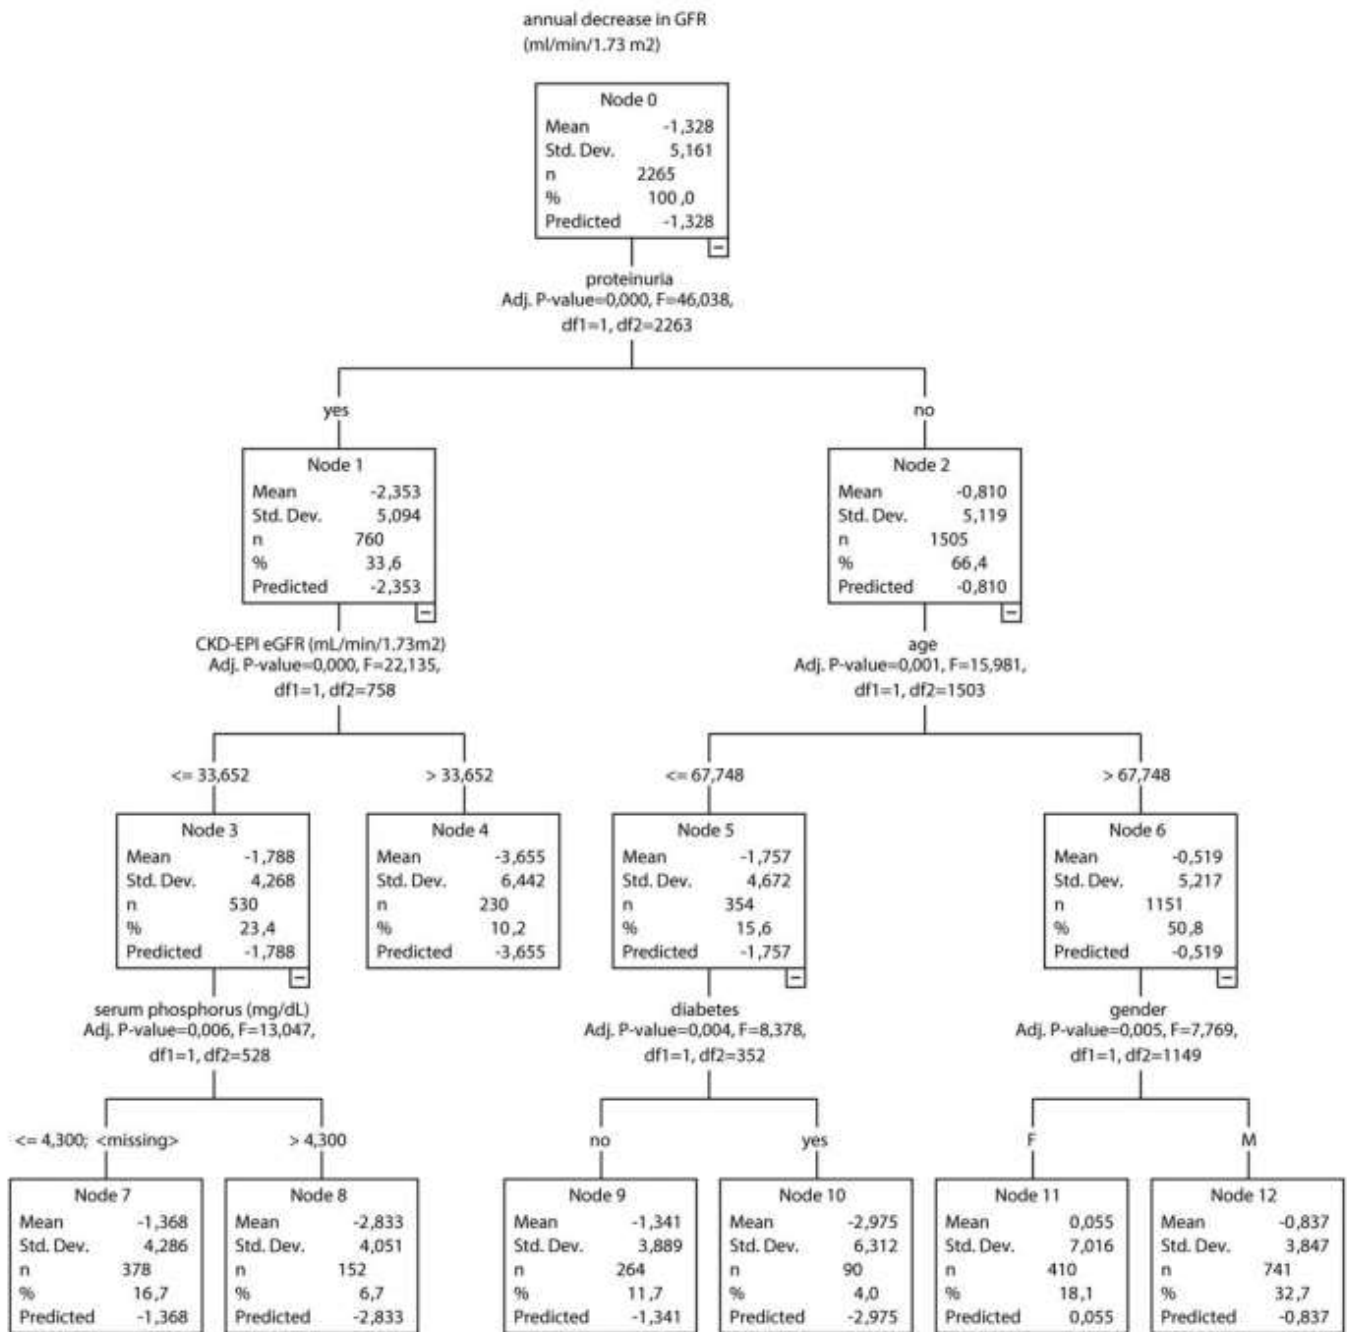 annual decrease in GFR
(ml/min/1.73 m2)
Node 0
Mean -1,328
Std. Dev. 5,161
n 2265
% 100 ,0
Predicted -1,328
proteinuria
Adj. P-value=0,000, F=46,038,
df1=1, df2=2263
yes
no
Node 1
Mean -2,353
Std. Dev. 5,094
n 760
% 33 ,6
Predicted -2,353
Node 2
Mean -0,810
Std. Dev. 5,119
n 1505
% 66 ,4
Predicted -0,810
CKD-EPI eGFR (mL/min/1.73m2)
Adj. P-value=0,000, F=22,135,
df1=1, df2=758
age
Adj. P-value=0,001, F=15,981,
df1=1, df2=1503
<= 33,652
> 33,652
<= 67,748
> 67,748
Node 3
Mean -1,788
Std. Dev. 4,268
n 530
% 23 ,4
Predicted -1,788
Node 4
Mean -3,655
Std. Dev. 6,442
n 230
% 10 ,2
Predicted -3,655
Node 5
Mean -1,757
Std. Dev. 4,672
n 354
% 15 ,6
Predicted -1,757
Node 6
Mean -0,519
Std. Dev. 5,217
n 1151
% 50 ,8
Predicted -0,519
serum phosphorus (mg/dL)
Adj. P-value=0,006, F=13,047,
df1=1, df2=528
diabetes
Adj. P-value=0,004, F=8,378,
df1=1, df2=352
gender
Adj. P-value=0,005, F=7,769,
df1=1, df2=1149
<= 4,300; <missing>
> 4,300
no
yes
F
M
Node 7
Mean -1,368
Std. Dev. 4,286
n 378
% 16 ,7
Predicted -1,368
Node 8
Mean -2,833
Std. Dev. 4,051
n 152
% 6 ,7
Predicted -2,833
Node 9
Mean -1,341
Std. Dev. 3,889
n 264
% 11 ,7
Predicted -1,341
Node 10
Mean -2,975
Std. Dev. 6,312
n 90
% 4 ,0
Predicted -2,975
Node 11
Mean 0,055
Std. Dev. 7,016
n 410
% 18 ,1
Predicted 0,055
Node 12
Mean -0,837
Std. Dev. 3,847
n 741
% 32 ,7
Predicted -0,837